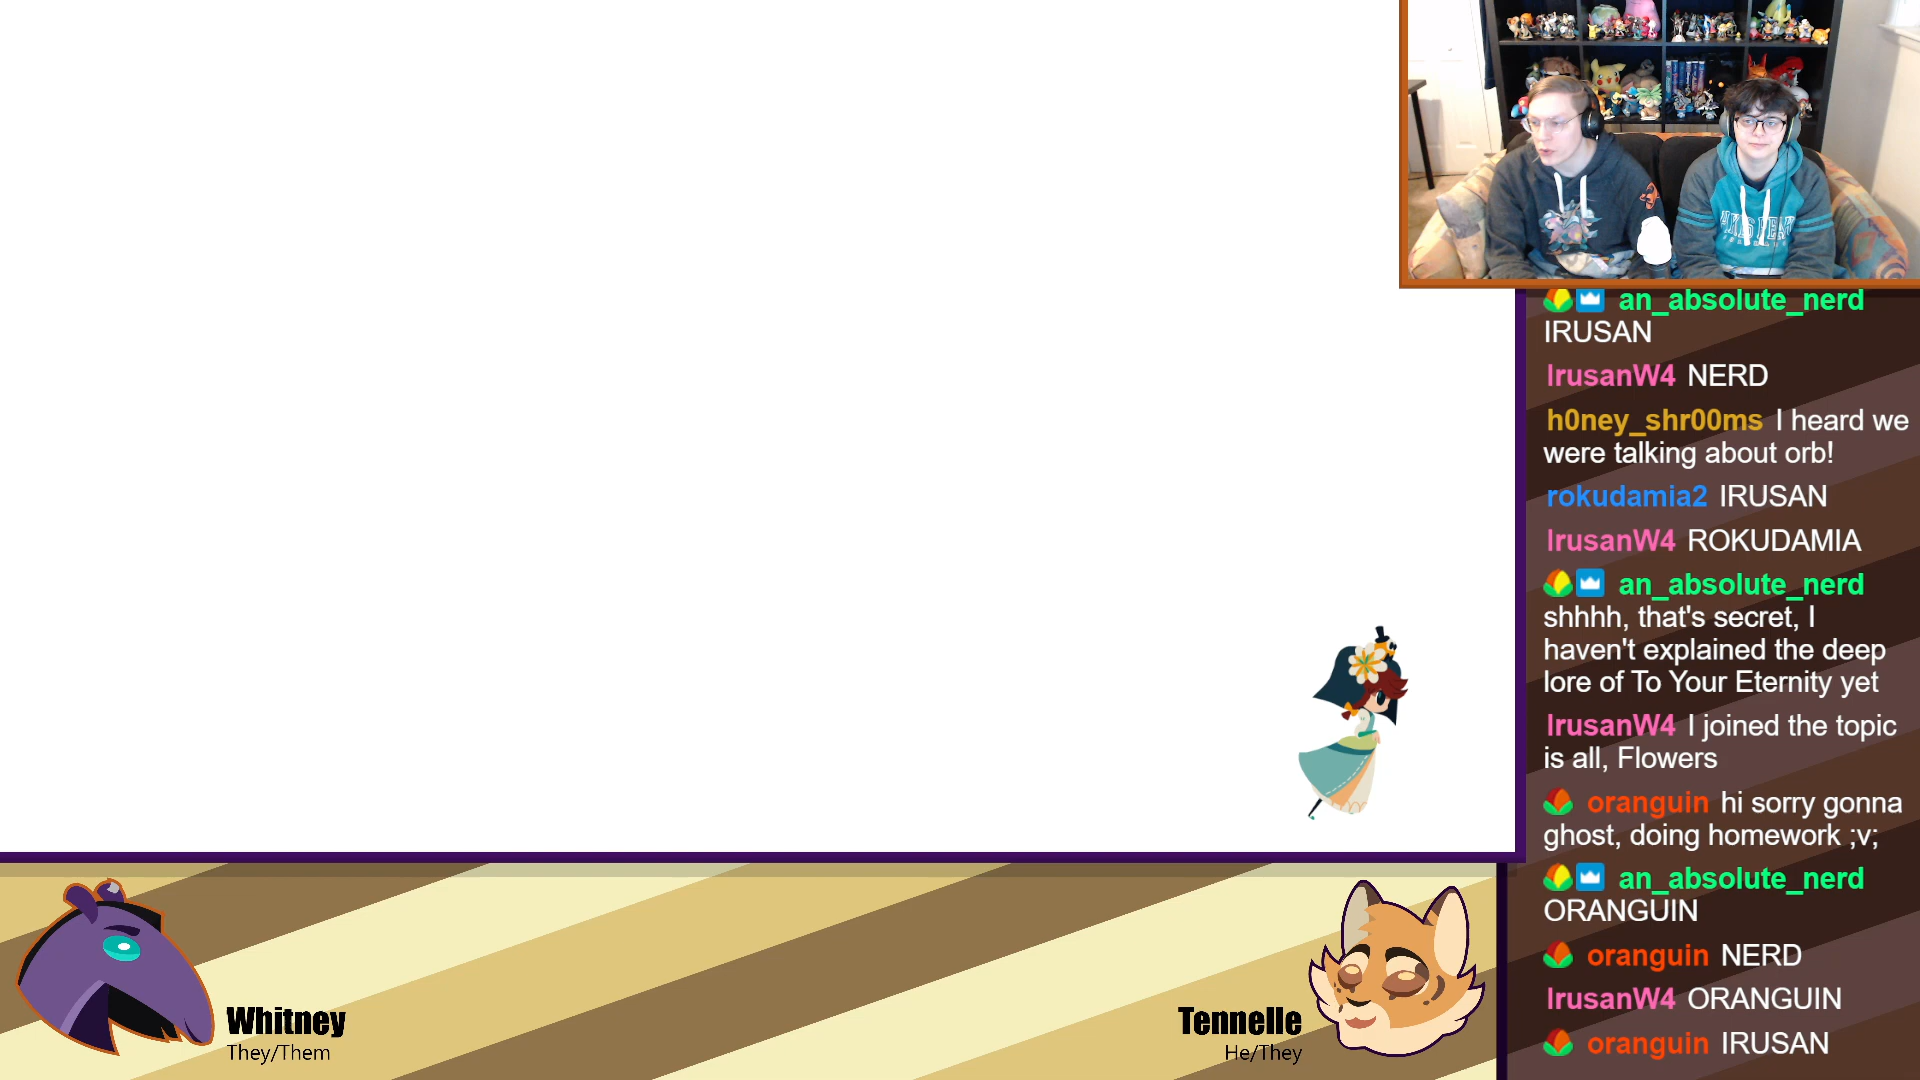 an_absolute_nerd
IRUSAN
IrusanW4 NERD
h0ney_shr00ms I heard we
were talking about orb!
rokudamia2 IRUSAN
IrusanW4 ROKUDAMIA
an_absolute_nerd
shhhh, that's secret, I
haven't explained the deep
lore of To Your Eternity yet
IrusanW4 I joined the topic
is all, Flowers
oranguin hi sorry gonna
ghost, doing homework ;v;
an_absolute_nerd
ORANGUIN
oranguin NERD
IrusanW4 ORANGUIN
oranguin IRUSAN
Whitney
They/Them
Tennelle
He/They